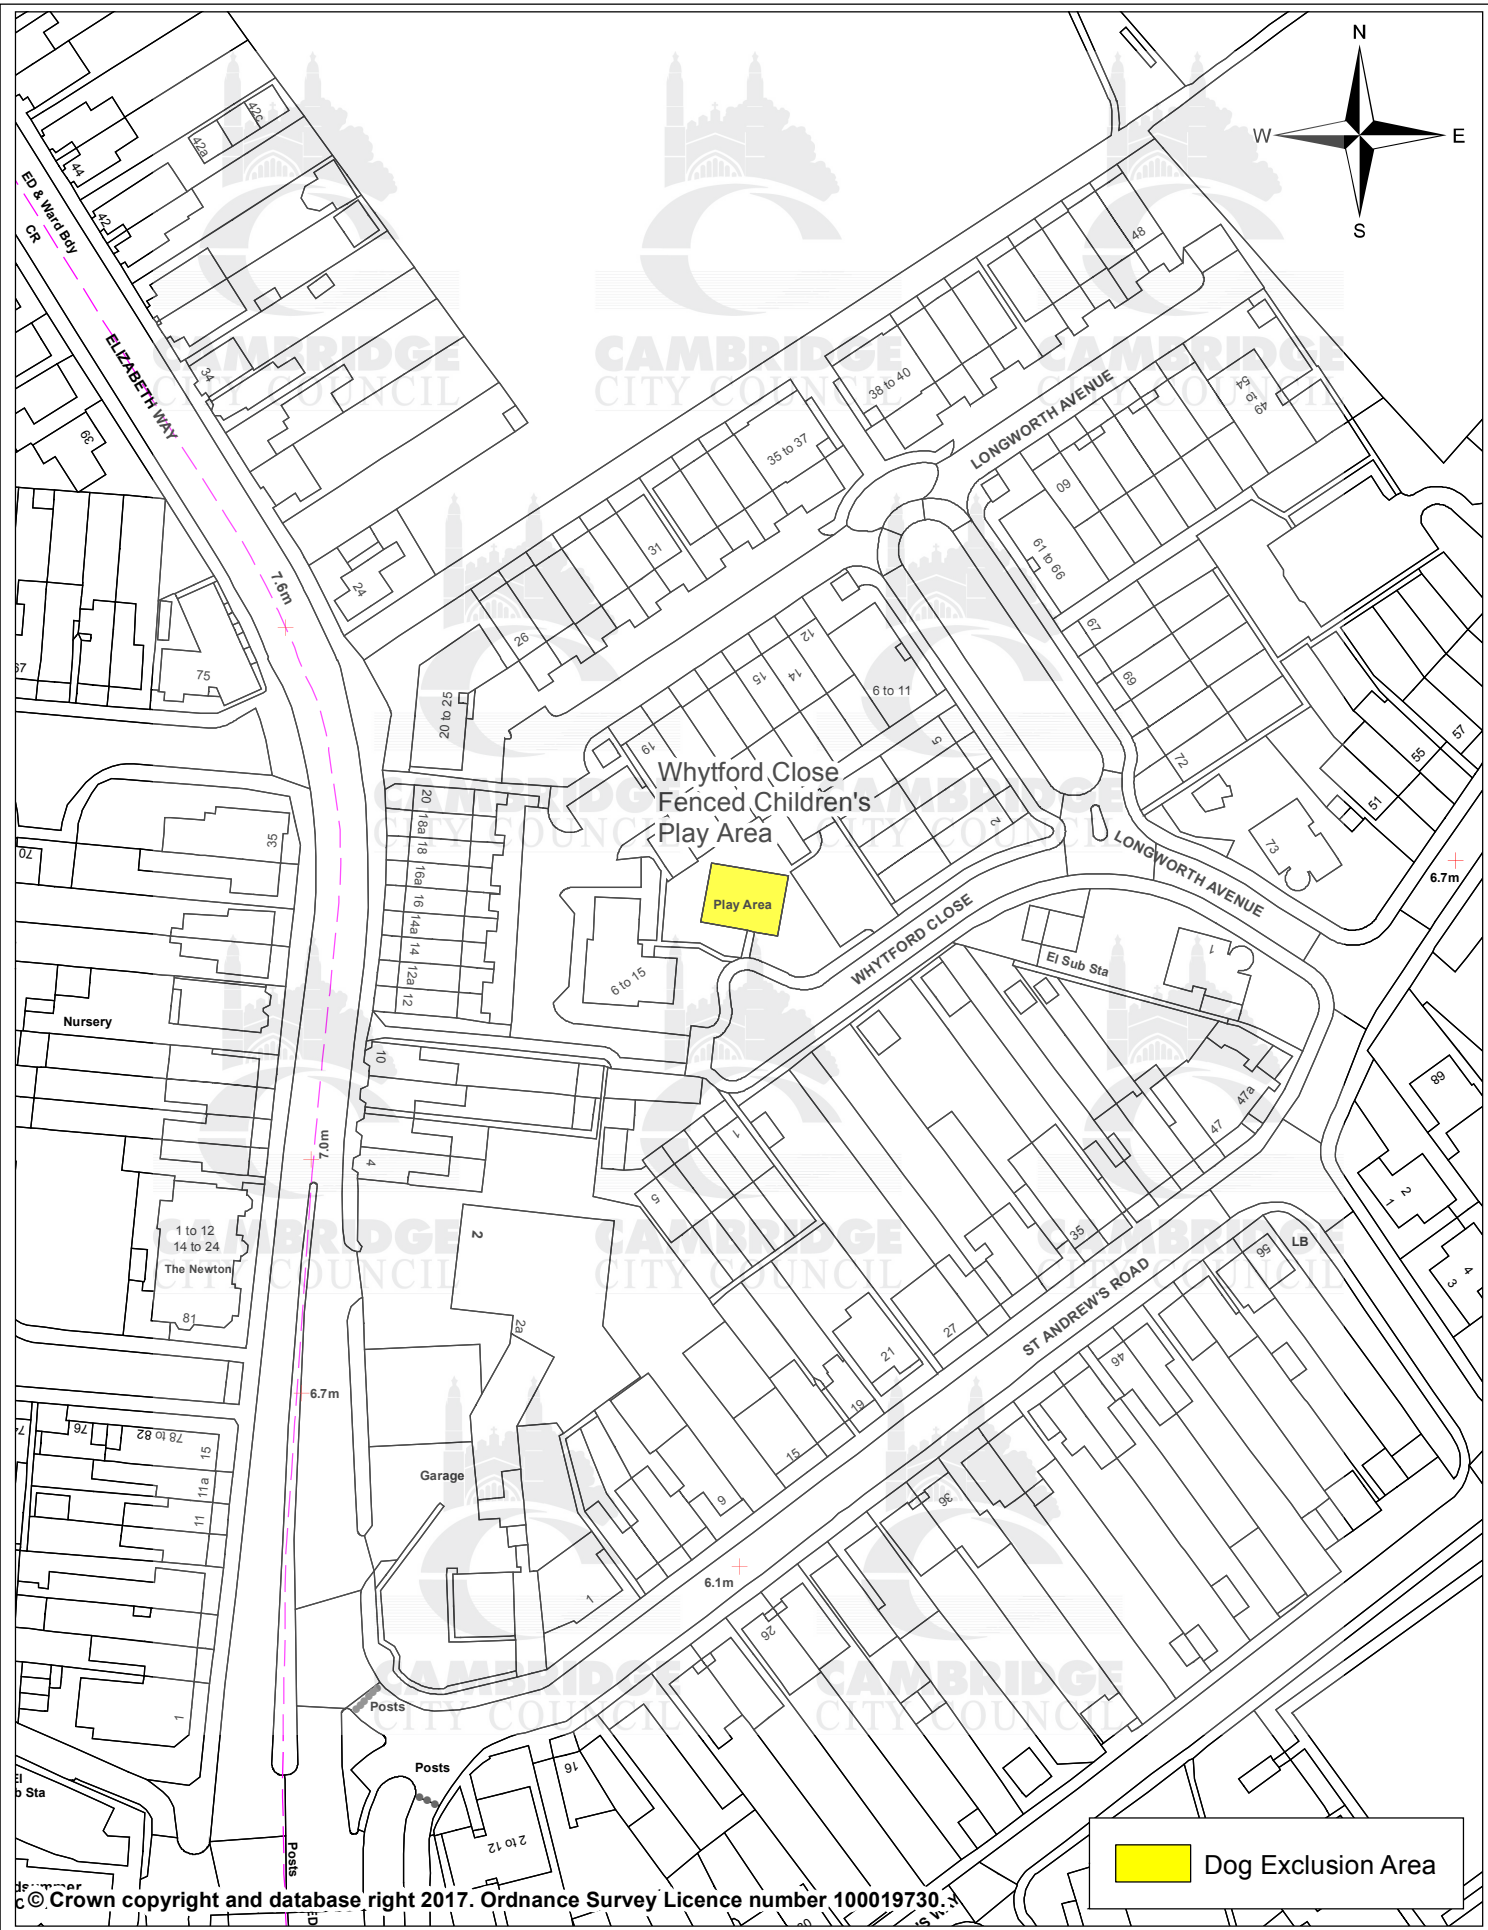 N
W
E
S
42c
42a
44
42
ED & Ward Bdy
CR
48
34
ELIZABETH WAY
38 to 40
LONGWORTH AVENUE
49 to 54
39
35 to 37
60
31
61 to 66
7.6m
24
26
12
14
15
67
69
75
6 to 11
20 to 25
19
5
72
57
55
51
Whytford Close
Fenced Children's
Play Area
20
18a
18
16a
16
14a
14
12a
12
35
70
2
73
LONGWORTH AVENUE
6.7m
Play Area
WHYTFORD CLOSE
6 to 15
El Sub Sta
1
Nursery
10
68
47a
47
7.0m
4
1
5
1
2
1 to 12
14 to 24
The Newton
81
2
35
LB
56
4
3
2a
ST ANDREW'S ROAD
27
21
46
6.7m
19
76
78 to 82
15
11a
11
Garage
15
9
36
6.1m
1
26
1
Posts
Posts
16
2 to 12
El
b Sta
Posts
Dog Exclusion Area
© Crown copyright and database right 2017. Ordnance Survey Licence number 100019730.
CAMBRIDGE
CITY COUNCIL